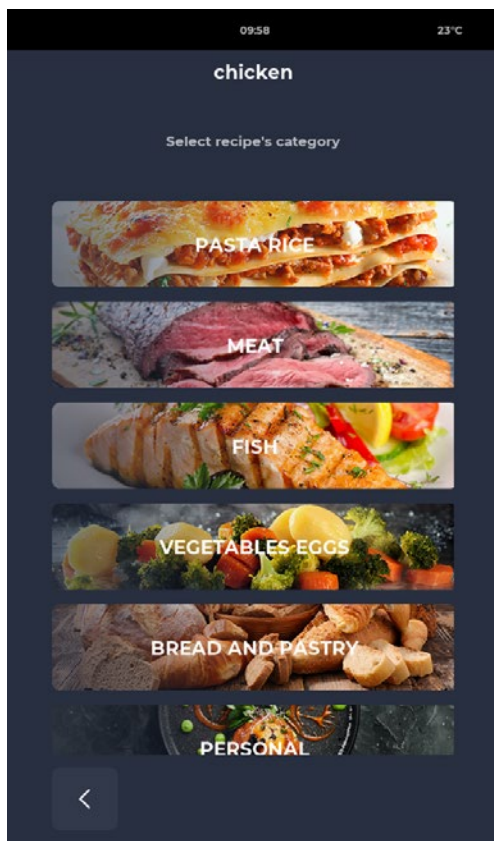 09:58 23°C
chicken
Select recipe's category
PASTA RICE
MEAT
FISH
VEGETABLES EGGS
BREAD AND PASTRY
PERSONAL